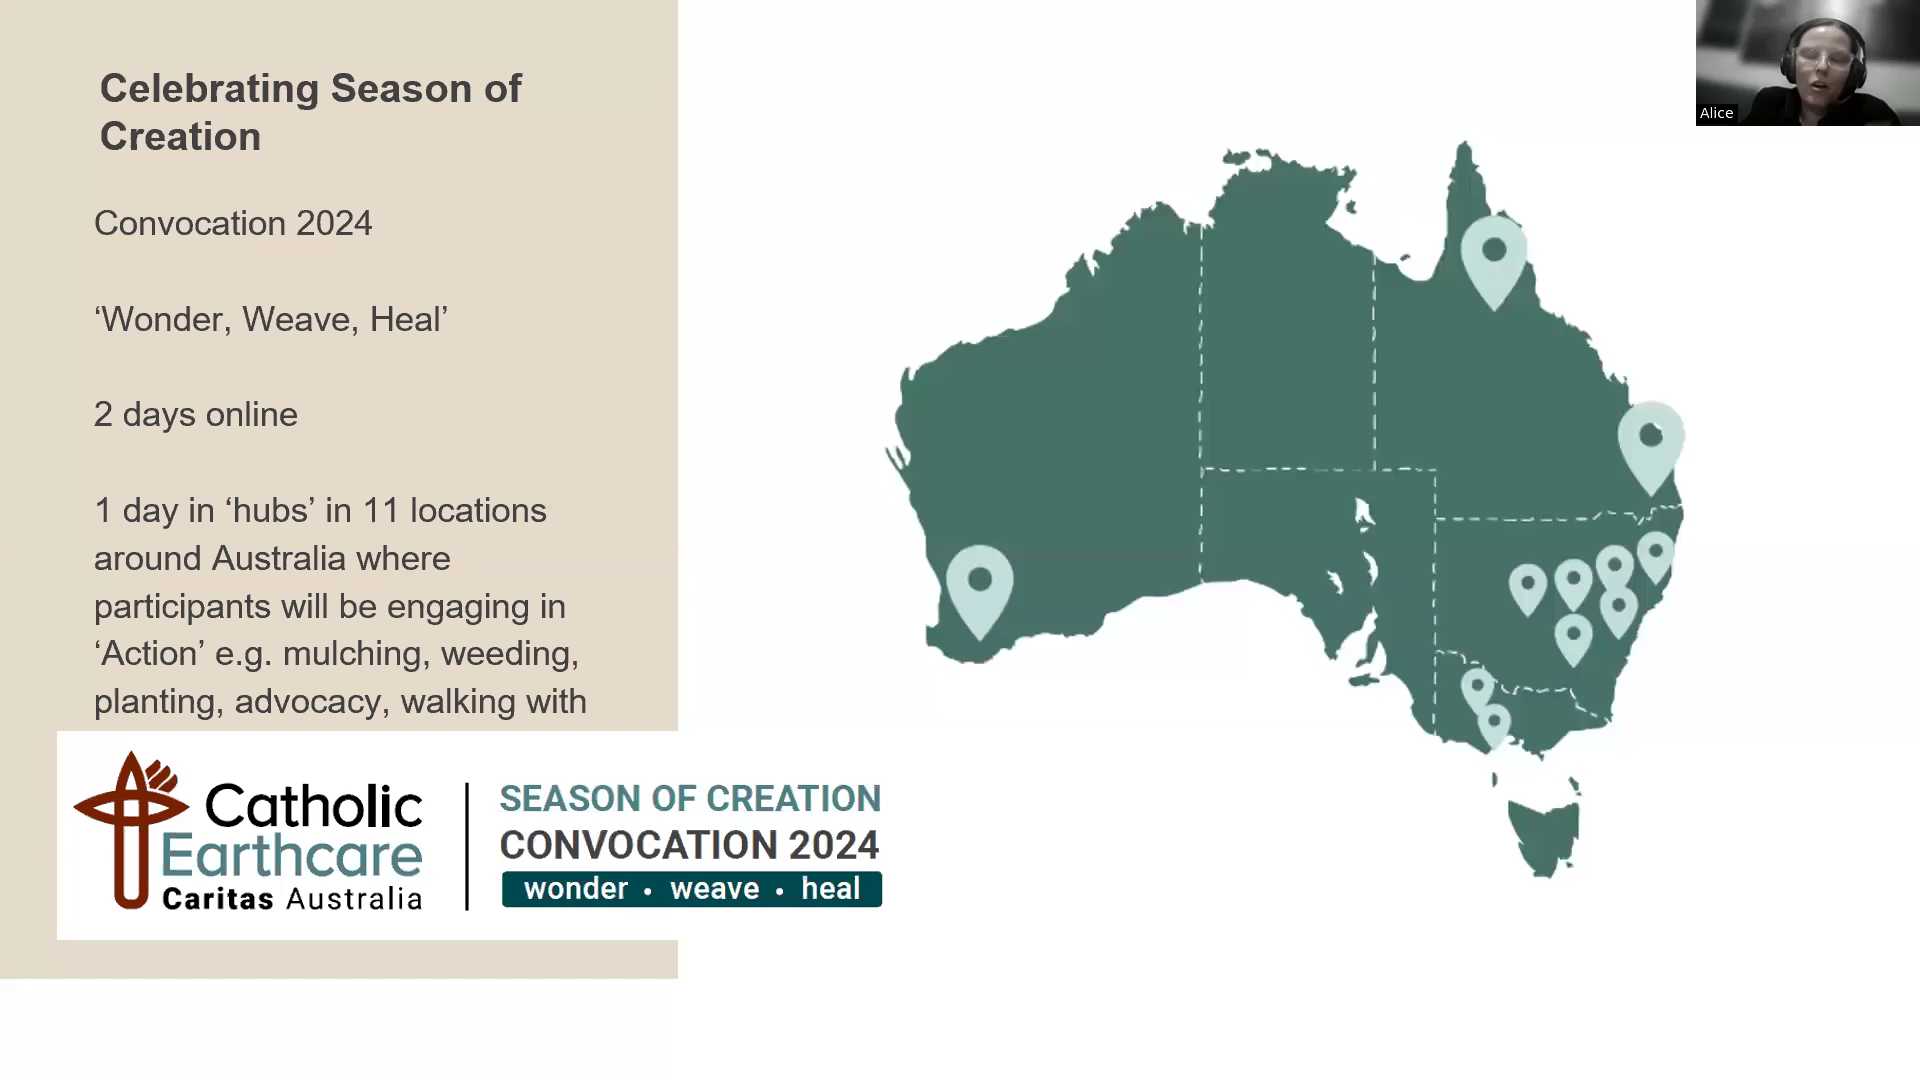 Celebrating Season of
Creation
Convocation 2024
‘Wonder, Weave, Heal’
2 days online
1 day in ‘hubs’ in 11 locations
around Australia where
participants will be engaging in
‘Action’ e.g. mulching, weeding,
planting, advocacy, walking with
Catholic
Earthcare
Caritas Australia
SEASON OF CREATION
CONVOCATION 2024
wonder • weave • heal
Alice